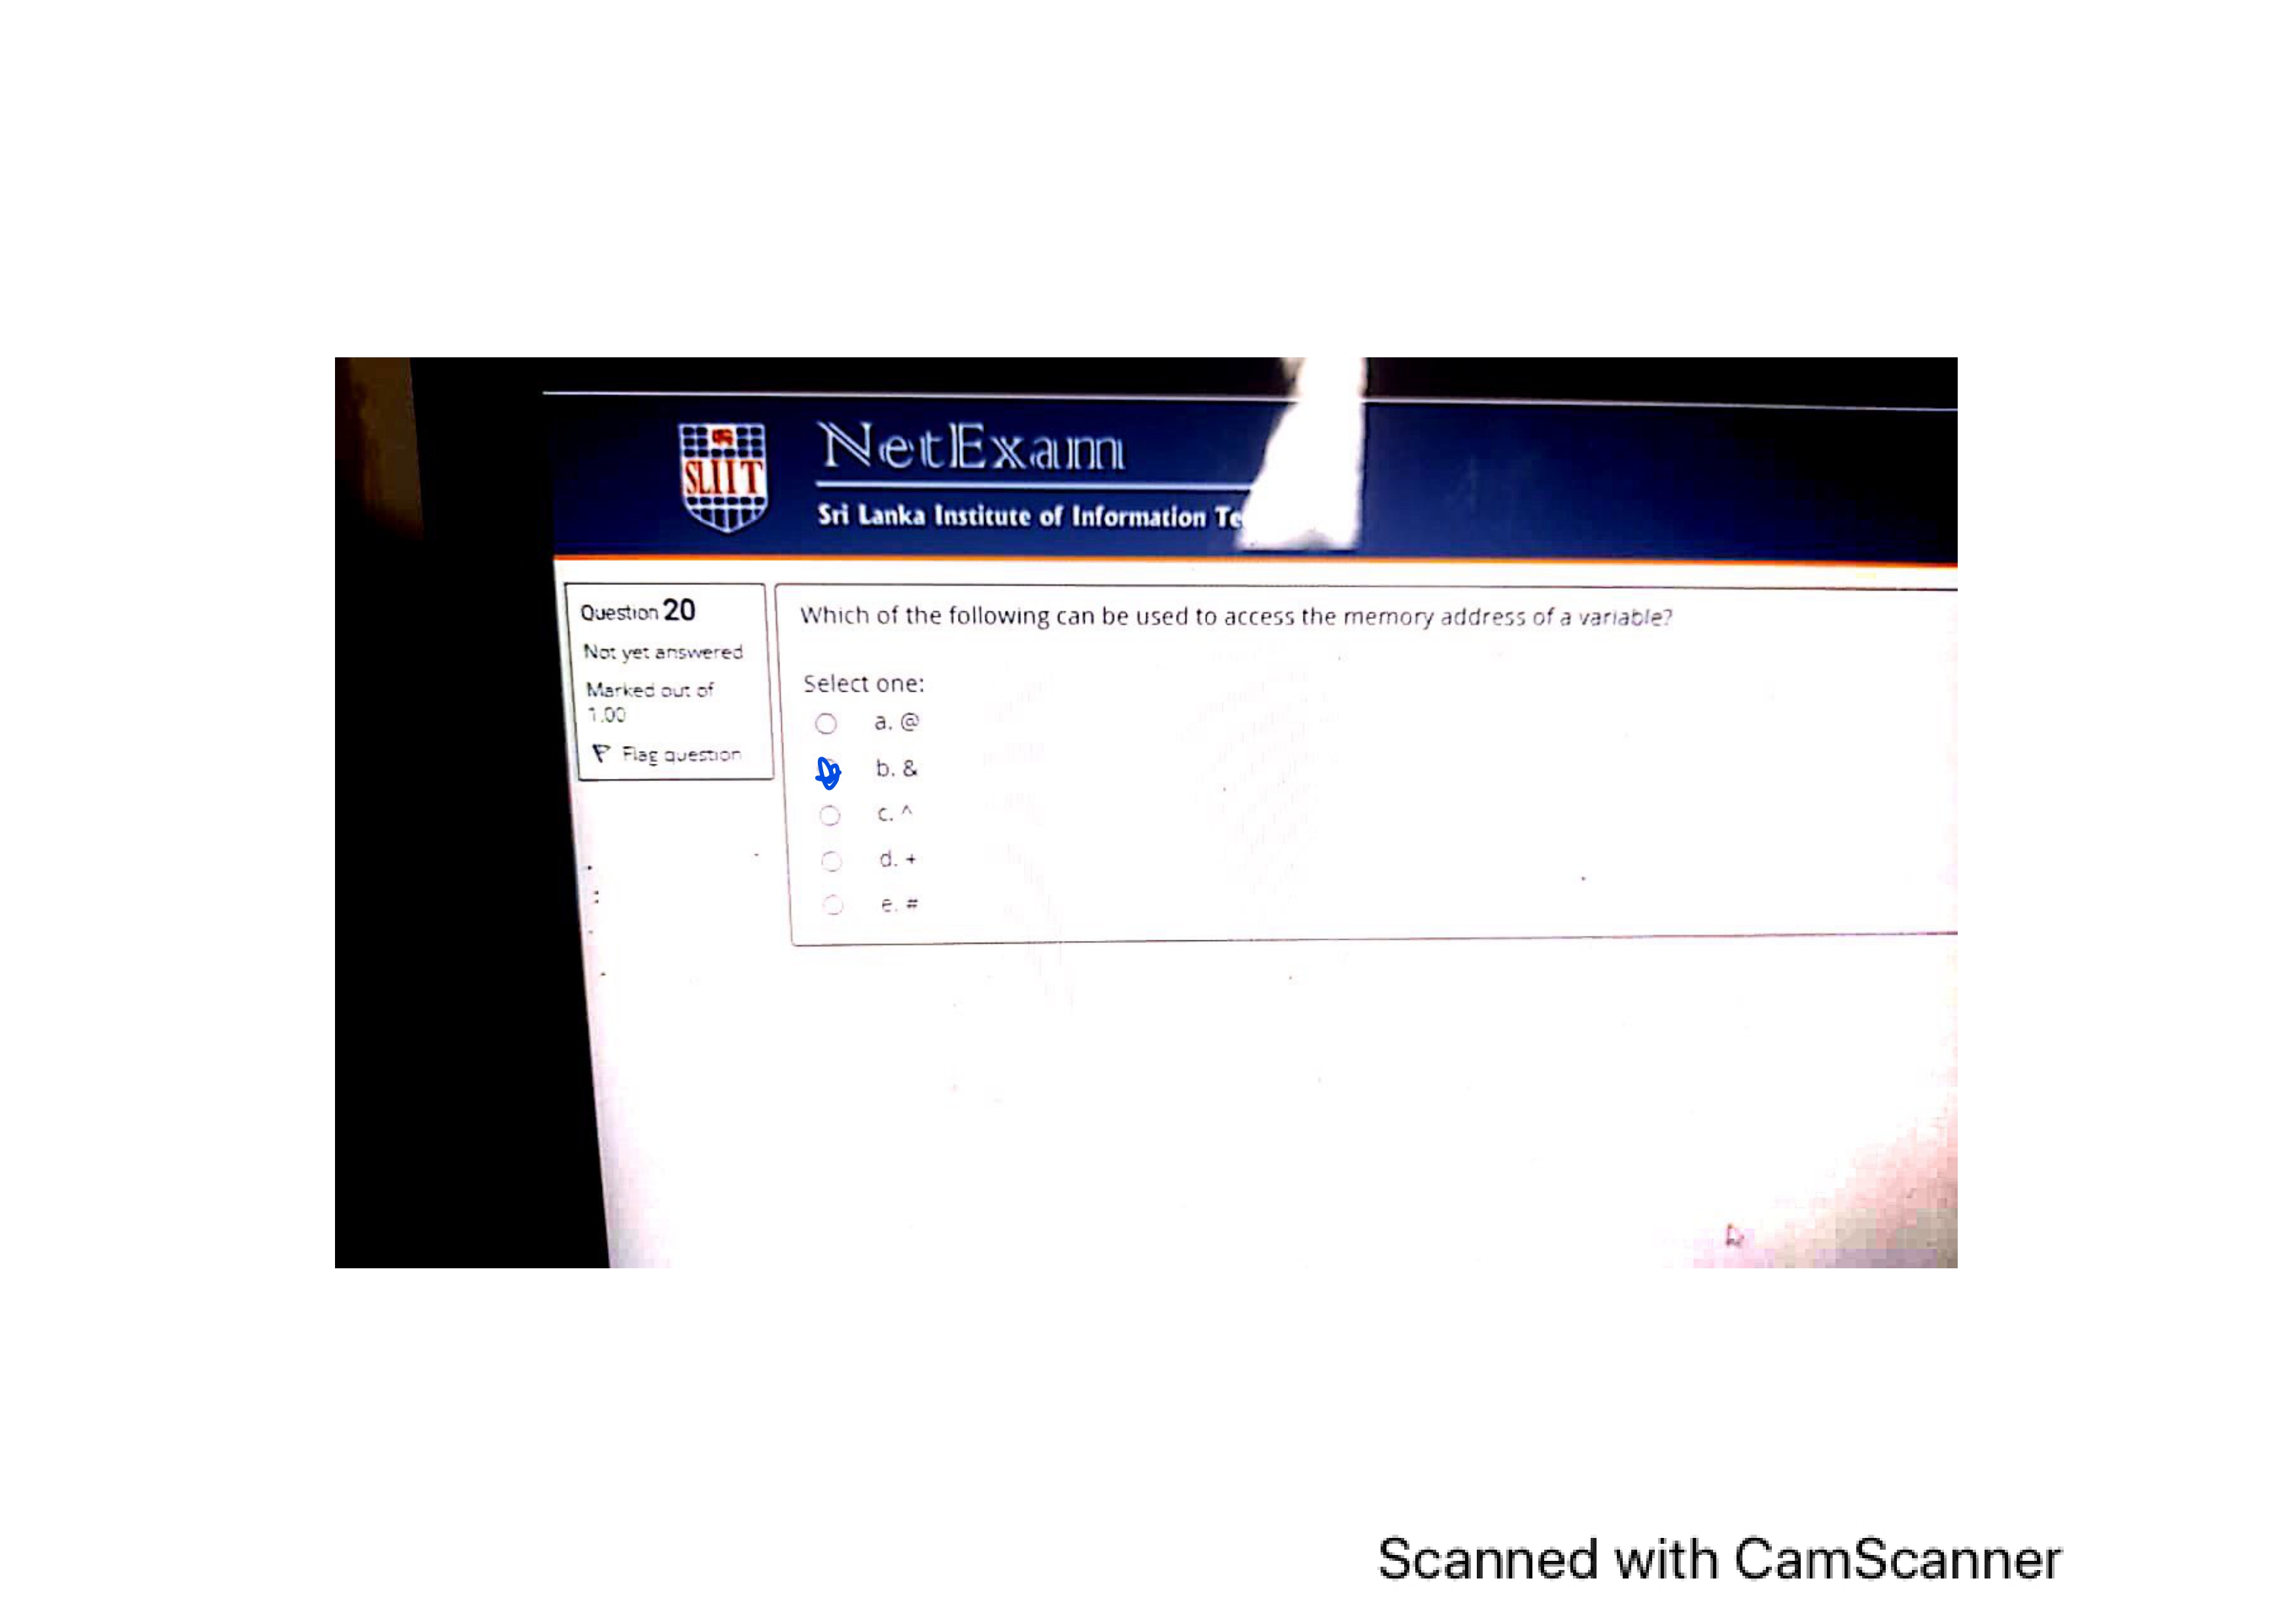 NetExam
SLIIT
Sri Lanka Institute of Information Te
Question 20
Not yet answered
Marked out of
1.00
Flag question
Which of the following can be used to access the memory address of a variable?
Select one:
a. @
b. &
c. ^
d. +
e. #
Scanned with CamScanner